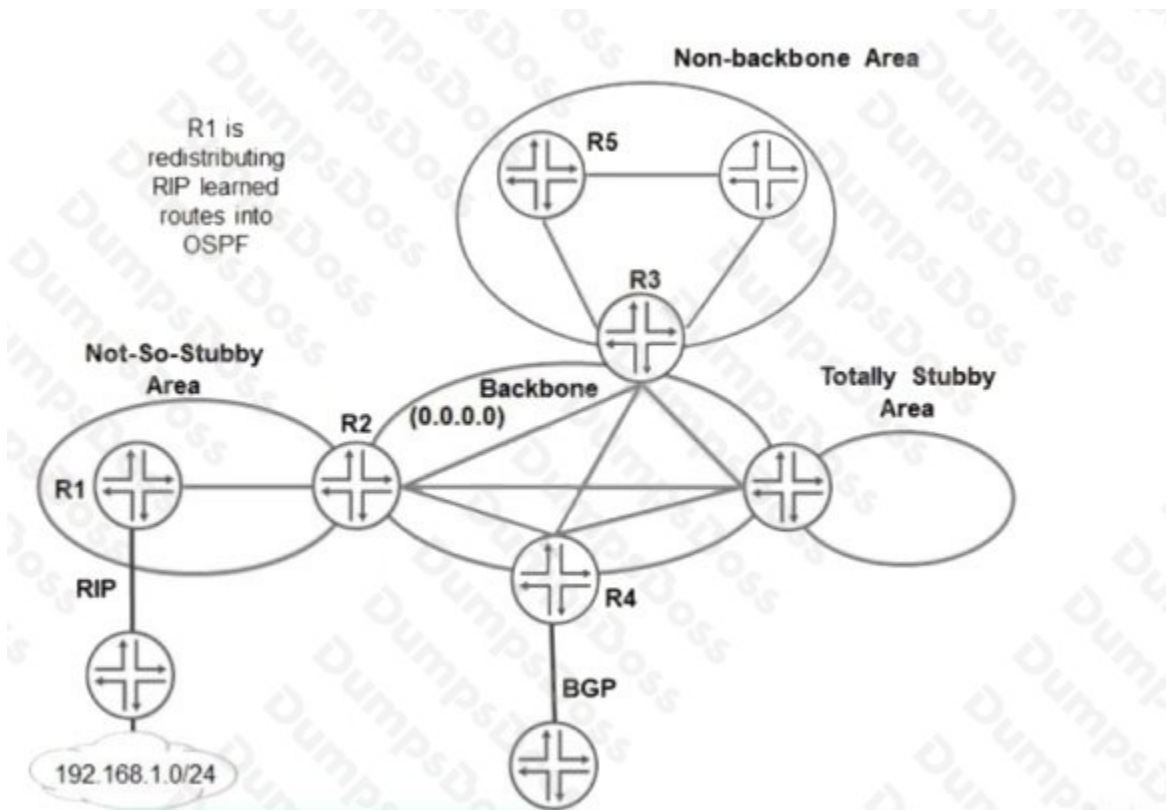 Non-backbone Area
R1 is
redistributing
RIP learned
routes into
OSPF
R5
R3
Not-So-Stubby
Area
Backbone
(0.0.0.0)
Totally Stubby
Area
R2
R1
R4
RIP
BGP
192.168.1.0/24
DumpsDoss